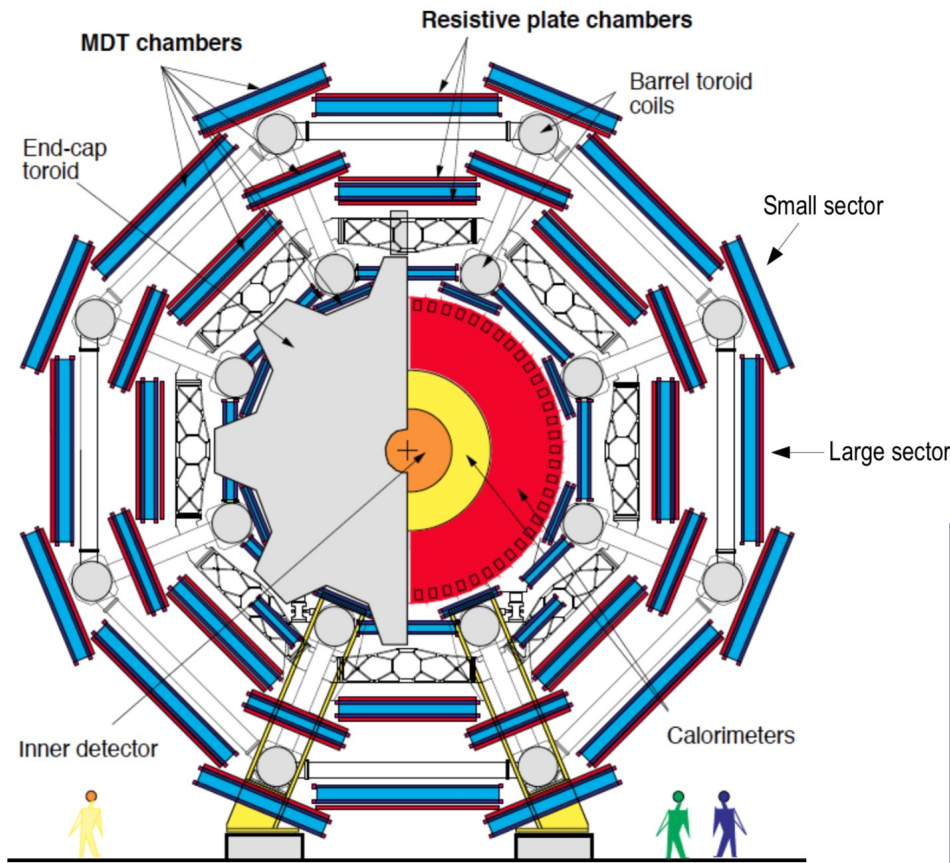 Resistive plate chambers
MDT chambers
Barrel toroid
coils
End-cap
toroid
Small sector
Large sector
Inner detector
Calorimeters